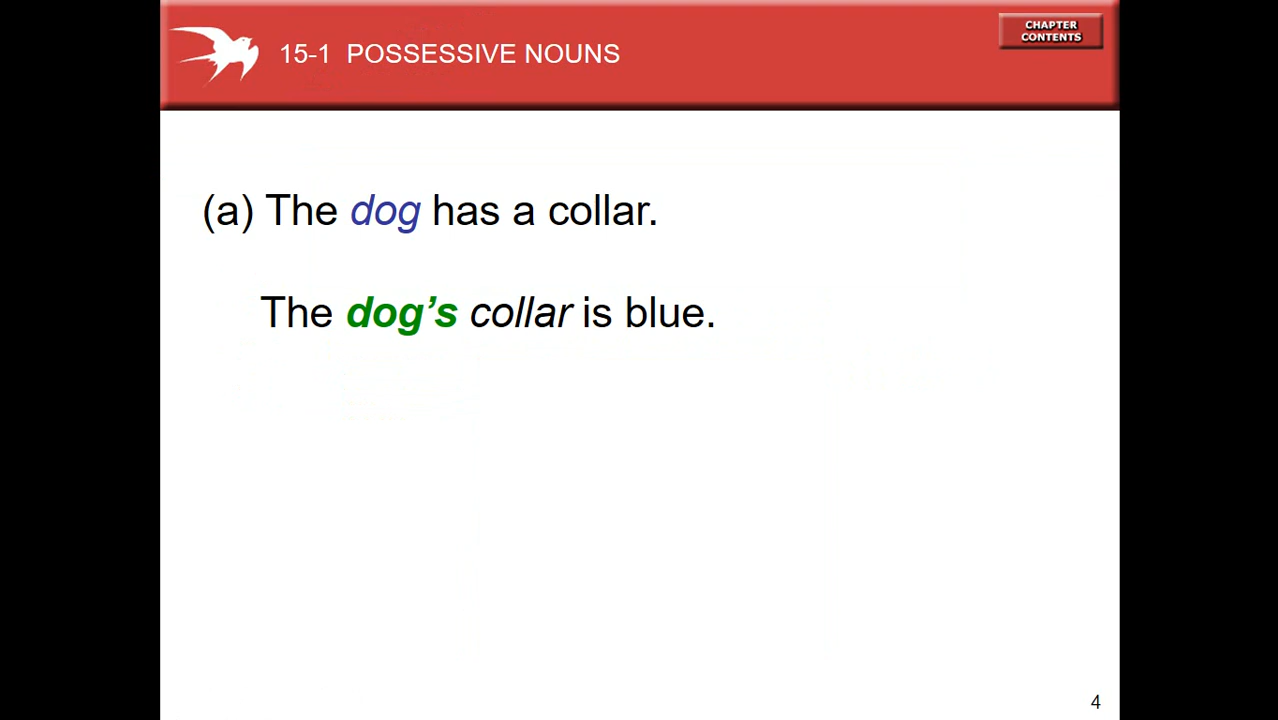 CHAPTER
CONTENTS
15-1 POSSESSIVE NOUNS
(a) The dog has a collar.
The dog’s collar is blue.
4